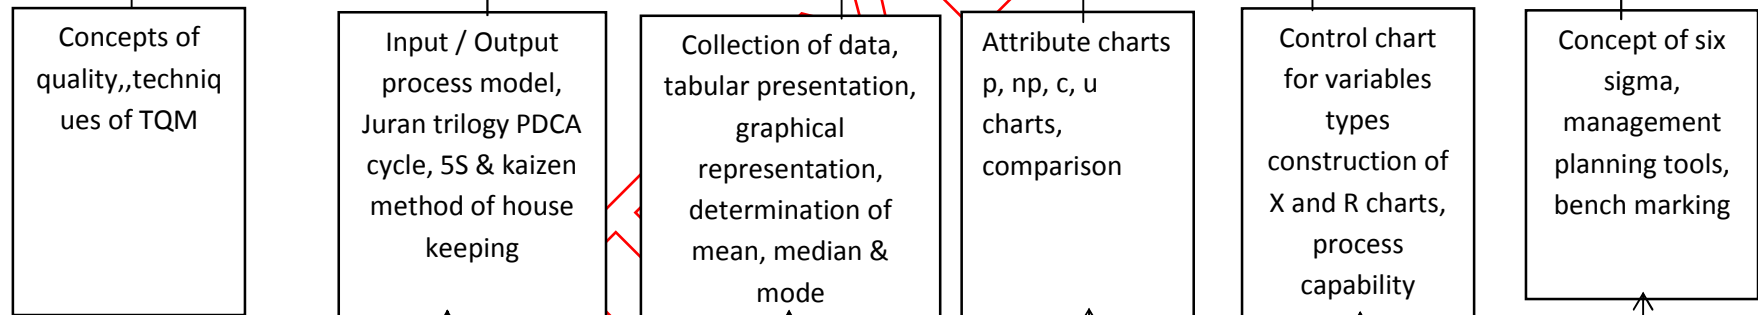 Concepts of
quality,,techniq
ues of TQM
Input / Output
process model,
Juran trilogy PDCA
cycle, 5S & kaizen
method of house
keeping
Collection of data,
tabular presentation,
graphical
representation,
determination of
mean, median &
mode
Attribute charts
p, np, c, u
charts,
comparison
Control chart
for variables
types
construction of
X and R charts,
process
capability
Concept of six
sigma,
management
planning tools,
bench marking